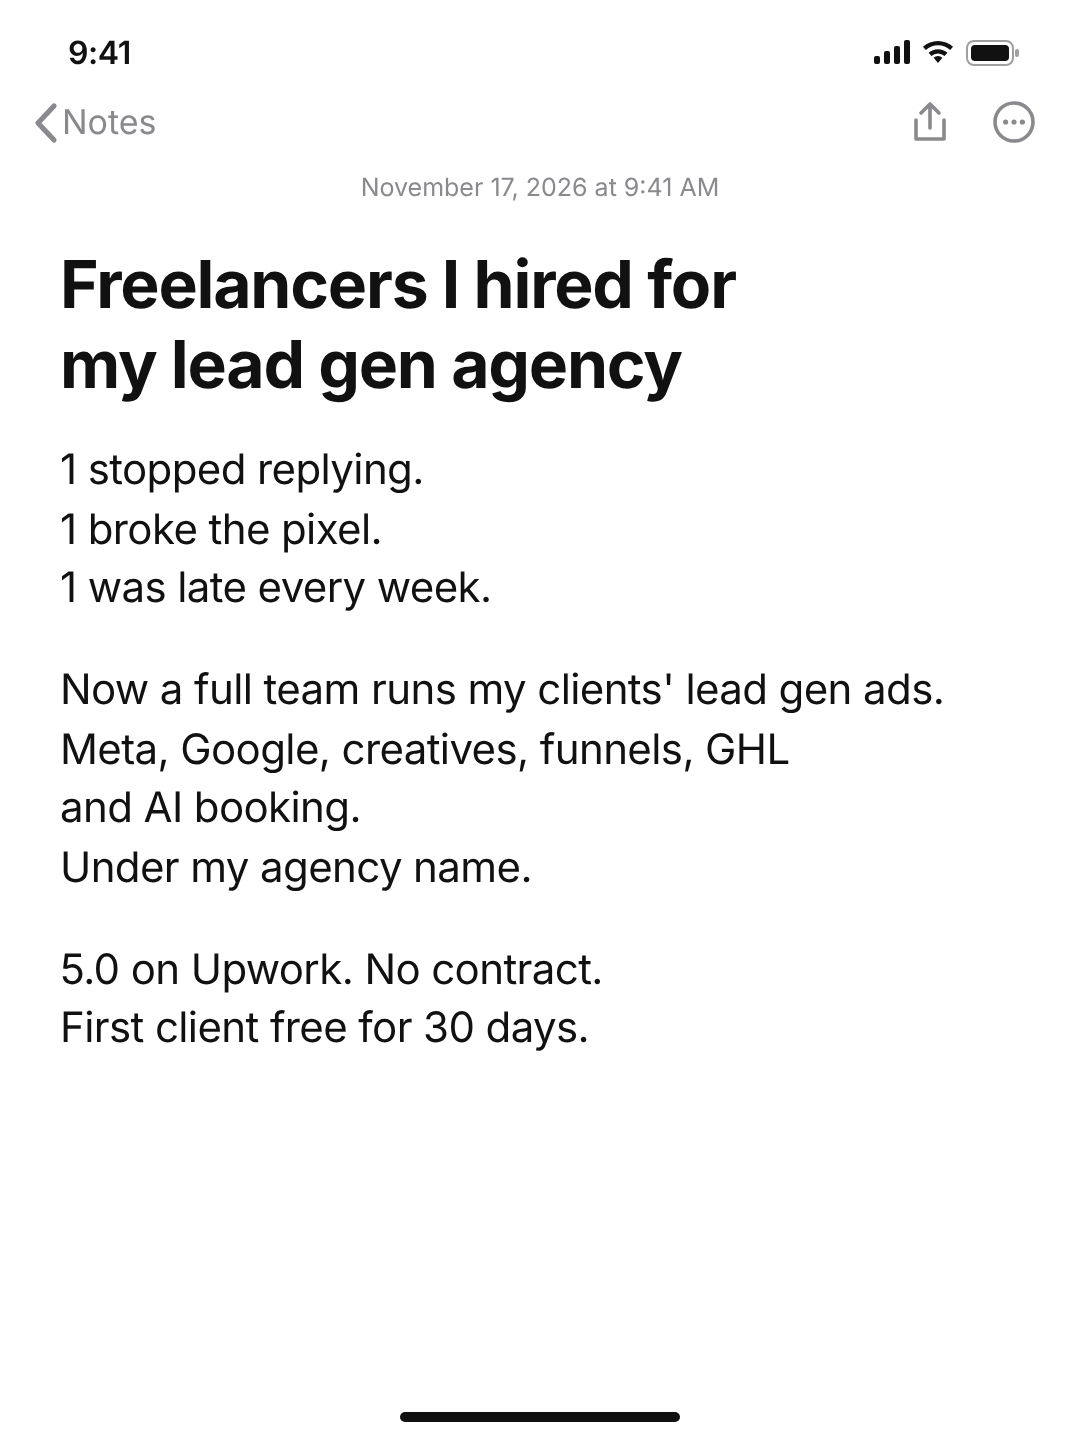 9:41
Notes
November 17, 2026 at 9:41 AM
Freelancers I hired for
my lead gen agency
1 stopped replying.
1 broke the pixel.
1 was late every week.
Now a full team runs my clients' lead gen ads.
Meta, Google, creatives, funnels, GHL
and AI booking.
Under my agency name.
5.0 on Upwork. No contract.
First client free for 30 days.